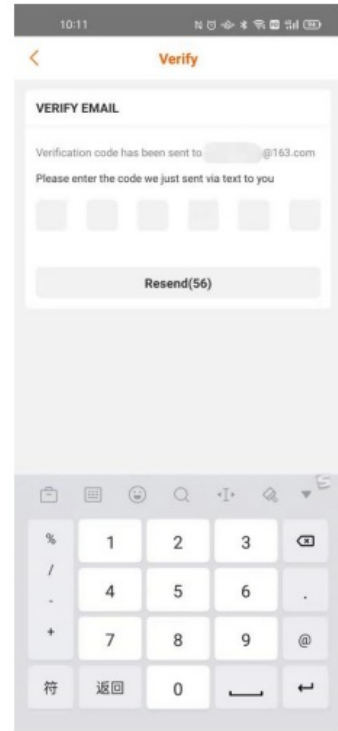 10:11
Verify
VERIFY EMAIL
Verification code has been sent to @163.com
Please enter the code we just sent via text to you
Resend(56)
% 1 2 3
/
- 4 5 6 .
+ 7 8 9 @
符 返回 0